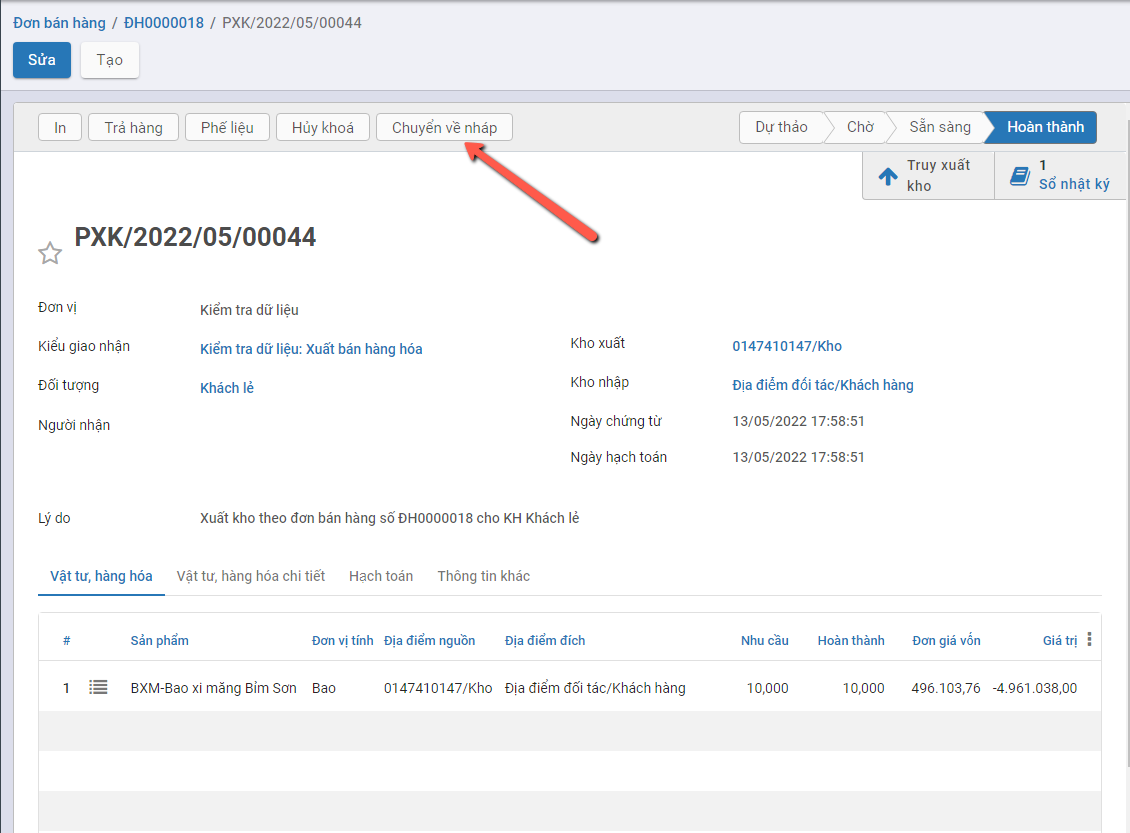 Đơn bán hàng / ĐH0000018 / PXK/2022/05/00044
Sửa Tạo
In Trả hàng Phế liệu Hủy khoá Chuyển về nháp Dự thảo Chờ Sẵn sàng Hoàn thành
Truy xuất
kho
1
Sổ nhật ký
PXK/2022/05/00044
Đơn vị Kiểm tra dữ liệu
Kiểu giao nhận Kiểm tra dữ liệu: Xuất bán hàng hóa
Đối tượng Khách lẻ
Người nhận
Kho xuất 0147410147/Kho
Kho nhập Địa điểm đối tác/Khách hàng
Ngày chứng từ 13/05/2022 17:58:51
Ngày hạch toán 13/05/2022 17:58:51
Lý do Xuất kho theo đơn bán hàng số ĐH0000018 cho KH Khách lẻ
Vật tư, hàng hóa Vật tư, hàng hóa chi tiết Hạch toán Thông tin khác
# Sản phẩm Đơn vị tính Địa điểm nguồn Địa điểm đích Nhu cầu Hoàn thành Đơn giá vốn Giá trị
1 BXM-Bao xi măng Bỉm Sơn Bao 0147410147/Kho Địa điểm đối tác/Khách hàng 10,000 10,000 496.103,76 -4.961.038,00